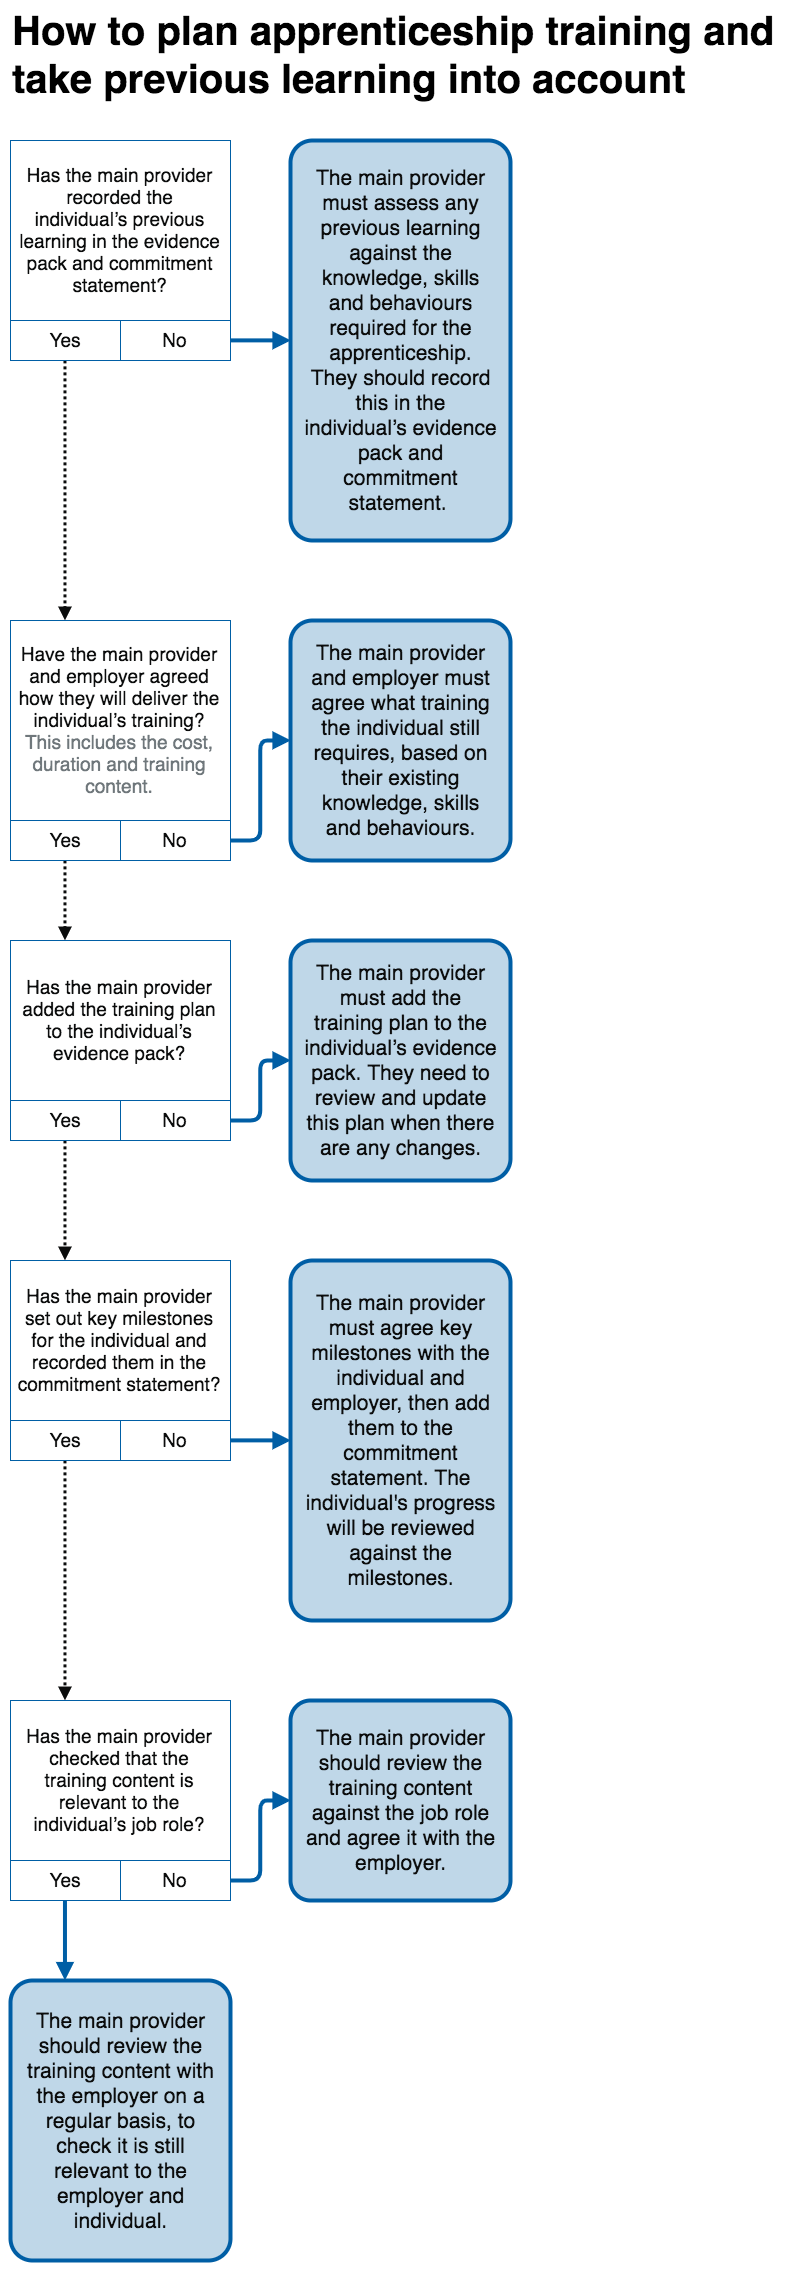 How to plan apprenticeship training and
take previous learning into account
Has the main provider
recorded the
individual’s previous
learning in the evidence
pack and commitment
statement?
Yes
No
The main provider
must assess any
previous learning
against the
knowledge, skills
and behaviours
required for the
apprenticeship.
They should record
this in the
individual’s evidence
pack and
commitment
statement.
Have the main provider
and employer agreed
how they will deliver the
individual’s training?
This includes the cost,
duration and training
content.
Yes
No
The main provider
and employer must
agree what training
the individual still
requires, based on
their existing
knowledge, skills
and behaviours.
Has the main provider
added the training plan
to the individual’s
evidence pack?
Yes
No
The main provider
must add the
training plan to the
individual’s evidence
pack. They need to
review and update
this plan when there
are any changes.
Has the main provider
set out key milestones
for the individual and
recorded them in the
commitment statement?
Yes
No
The main provider
must agree key
milestones with the
individual and
employer, then add
them to the
commitment
statement. The
individual's progress
will be reviewed
against the
milestones.
Has the main provider
checked that the
training content is
relevant to the
individual’s job role?
Yes
No
The main provider
should review the
training content
against the job role
and agree it with the
employer.
The main provider
should review the
training content with
the employer on a
regular basis, to
check it is still
relevant to the
employer and
individual.